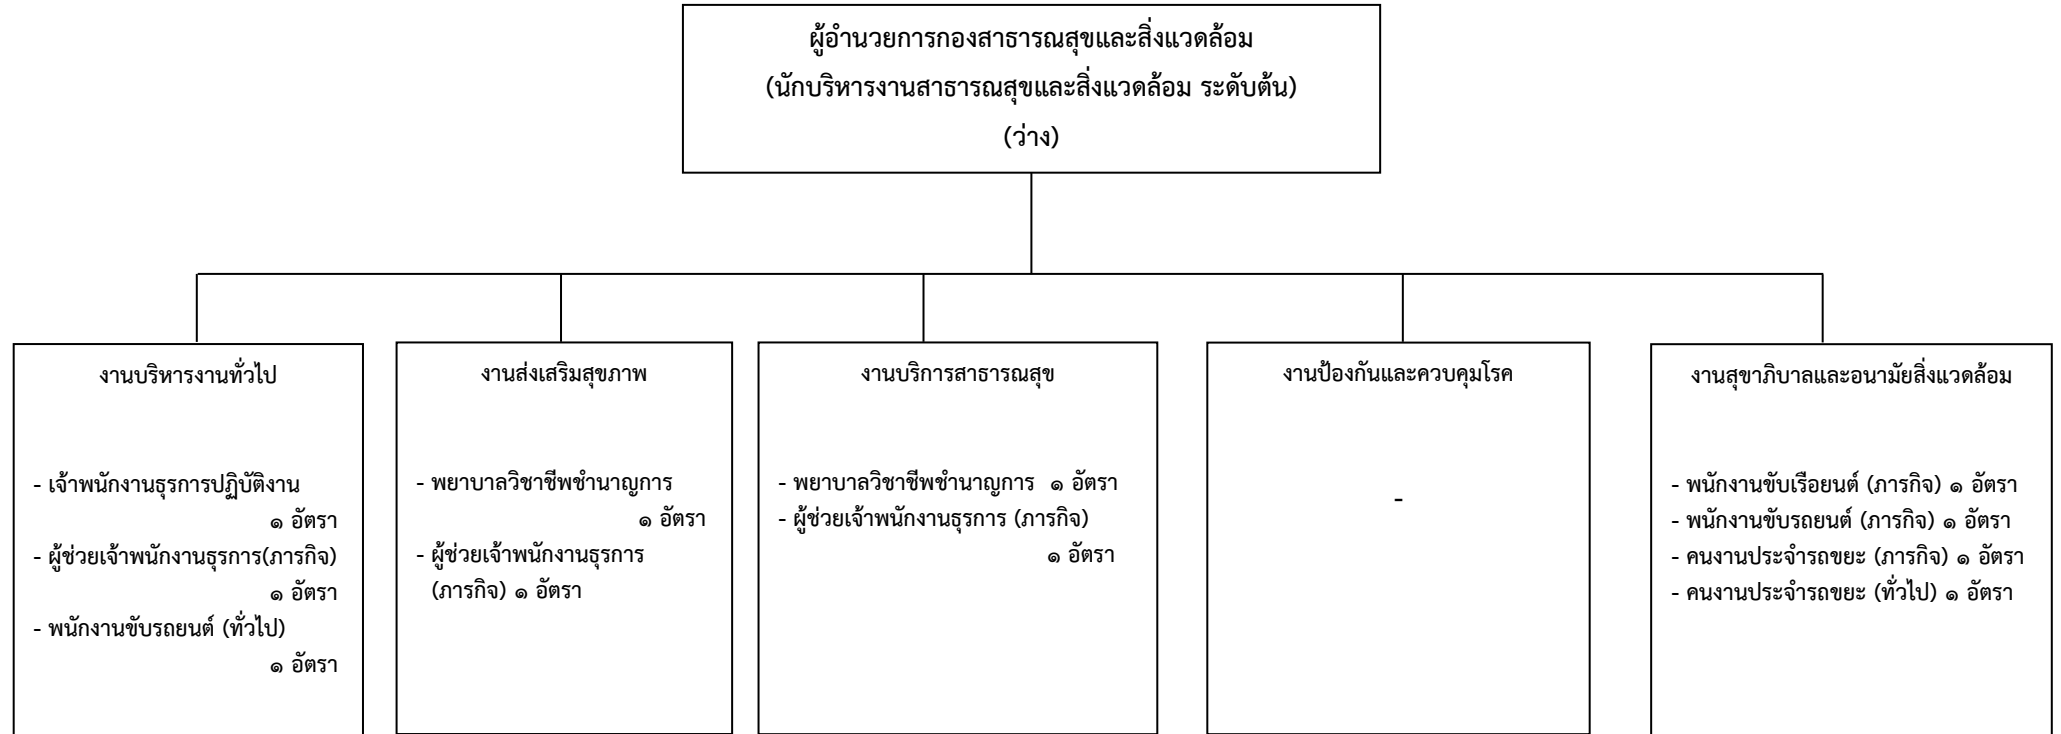 ผู้อำนวยการกองสาธารณสุขและสิ่งแวดล้อม
(นักบริหารงานสาธารณสุขและสิ่งแวดล้อม ระดับต้น)
(ว่าง)
งานบริหารงานทั่วไป
- เจ้าพนักงานธุรการปฏิบัติงาน
๑ อัตรา
- ผู้ช่วยเจ้าพนักงานธุรการ(ภารกิจ)
๑ อัตรา
- พนักงานขับรถยนต์ (ทั่วไป)
๑ อัตรา
งานส่งเสริมสุขภาพ
- พยาบาลวิชาชีพชำนาญการ
๑ อัตรา
- ผู้ช่วยเจ้าพนักงานธุรการ
(ภารกิจ) ๑ อัตรา
งานบริการสาธารณสุข
- พยาบาลวิชาชีพชำนาญการ ๑ อัตรา
- ผู้ช่วยเจ้าพนักงานธุรการ (ภารกิจ)
๑ อัตรา
งานป้องกันและควบคุมโรค
-
งานสุขาภิบาลและอนามัยสิ่งแวดล้อม
- พนักงานขับเรือยนต์ (ภารกิจ) ๑ อัตรา
- พนักงานขับรถยนต์ (ภารกิจ) ๑ อัตรา
- คนงานประจำรถขยะ (ภารกิจ) ๑ อัตรา
- คนงานประจำรถขยะ (ทั่วไป) ๑ อัตรา